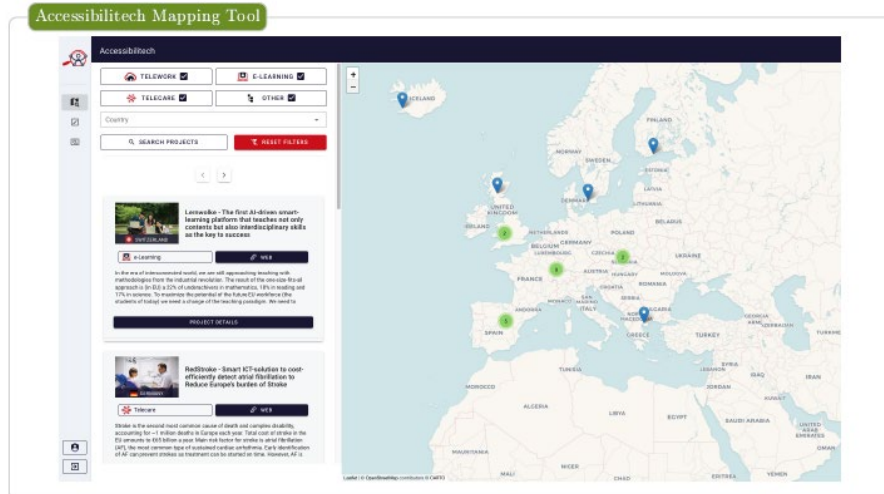 Accessibilitech Mapping Tool
Accessibilitech
TELEWORK
E-LEARNING
TELECARE
OTHER
Country
SEARCH PROJECTS
RESET FILTERS
Lernwolke - The first AI-driven smart-
learning platform that teaches not only
contents but also interdisciplinary skills
as the key to success
SWITZERLAND
e-Learning
WEB
In the era of interconnected world, we are still approaching teaching with
methodologies from the industrial revolution. The result of the one-size-fits-all
approach is (in EU) a 22% of underachievers in mathematics, 18% in reading and
17% in science. To maximize the potential of the future EU workforce (the
students of today) we need a change of the teaching paradigm. We need to
PROJECT DETAILS
RedStroke - Smart ICT-solution to cost-
efficiently detect atrial fibrillation to
Reduce Europe's burden of Stroke
GERMANY
Telecare
WEB
Stroke is the second most common cause of death and complex disability,
accounting for ~1 million deaths in Europe each year. Total cost of stroke in the
EU amounts to €65 billion a year. Main risk factor for stroke is atrial fibrillation
(AF), the most common type of sustained cardiac arrhythmia. Early identification
of AF can prevent strokes as treatment can be started on time. However, AF is
+
−
ICELAND
FINLAND
NORWAY
SWEDEN
ESTONIA
LATVIA
DENMARK
LITHUANIA
UNITED
KINGDOM
BELARUS
IRELAND
NETHERLANDS
POLAND
BELGIUM
GERMANY
LUXEMBOURG
CZECHIA
UKRAINE
FRANCE
AUSTRIA
HUNGARY
MOLDOVA
CROATIA
ROMANIA
MONACO
SAN
MARINO
SERBIA
ANDORRA
ITALY
BULGARIA
NORTH
MACEDONIA
GEORGIA
AZERBAIJAN
SPAIN
GREECE
TURKEY
TUNISIA
SYRIA
LEBANON
IRAQ
IRAN
JORDAN
MOROCCO
KUWAIT
ALGERIA
LIBYA
EGYPT
SAUDI ARABIA
UNITED
ARAB
EMIRATES
OMAN
MAURITANIA
MALI
NIGER
CHAD
ERITREA
YEMEN
Leaflet | © OpenStreetMap contributors © CARTO